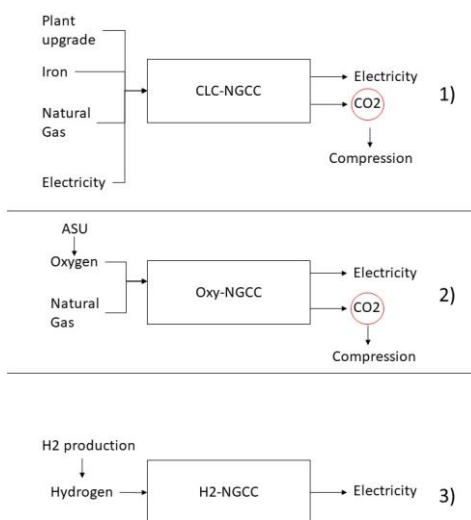 Plant
upgrade
Iron
Natural
Gas
Electricity
CLC-NGCC
Electricity
CO2
Compression
1)
ASU
Oxygen
Natural
Gas
Oxy-NGCC
Electricity
CO2
Compression
2)
H2 production
Hydrogen
H2-NGCC
Electricity
3)